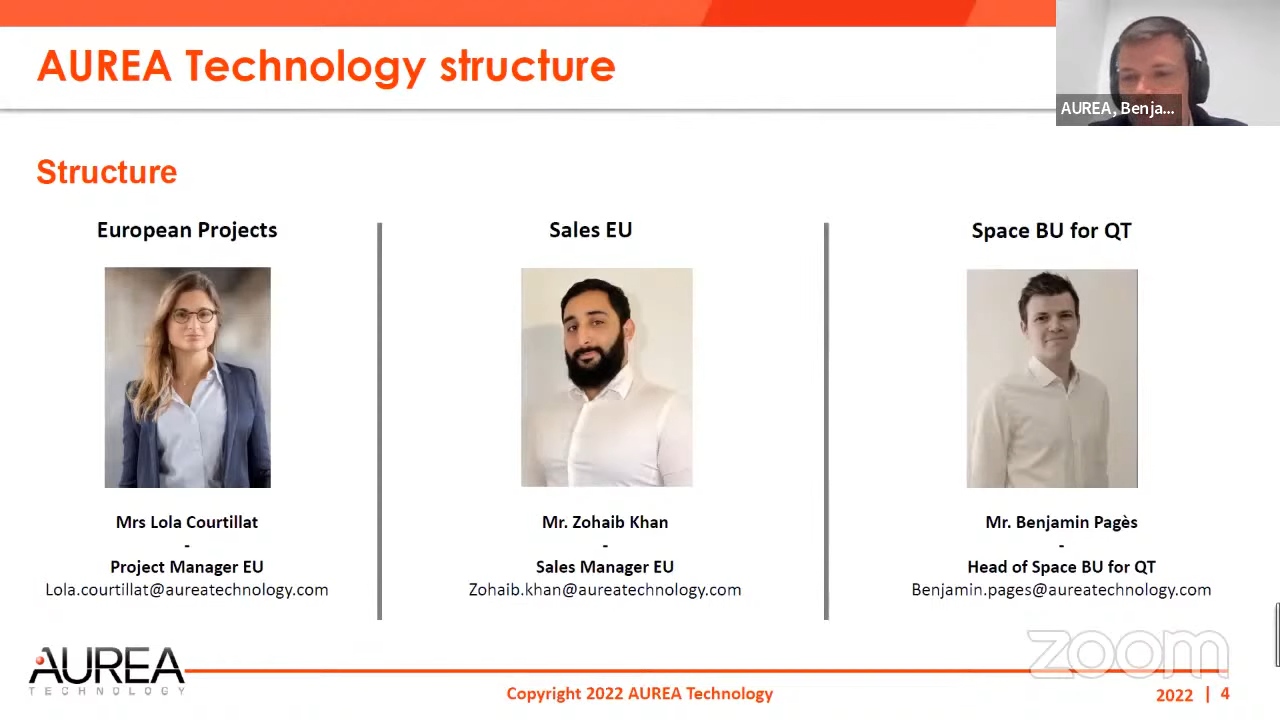 AUREA Technology structure
AUREA, Benja...
Structure
European Projects
Sales EU
Space BU for QT
Mrs Lola Courtillat
-
Project Manager EU
Lola.courtillat@aureatechnology.com
Mr. Zohaib Khan
-
Sales Manager EU
Zohaib.khan@aureatechnology.com
Mr. Benjamin Pagès
-
Head of Space BU for QT
Benjamin.pages@aureatechnology.com
zoom
AUREA
TECHNOLOGY
Copyright 2022 AUREA Technology
2022 | 4